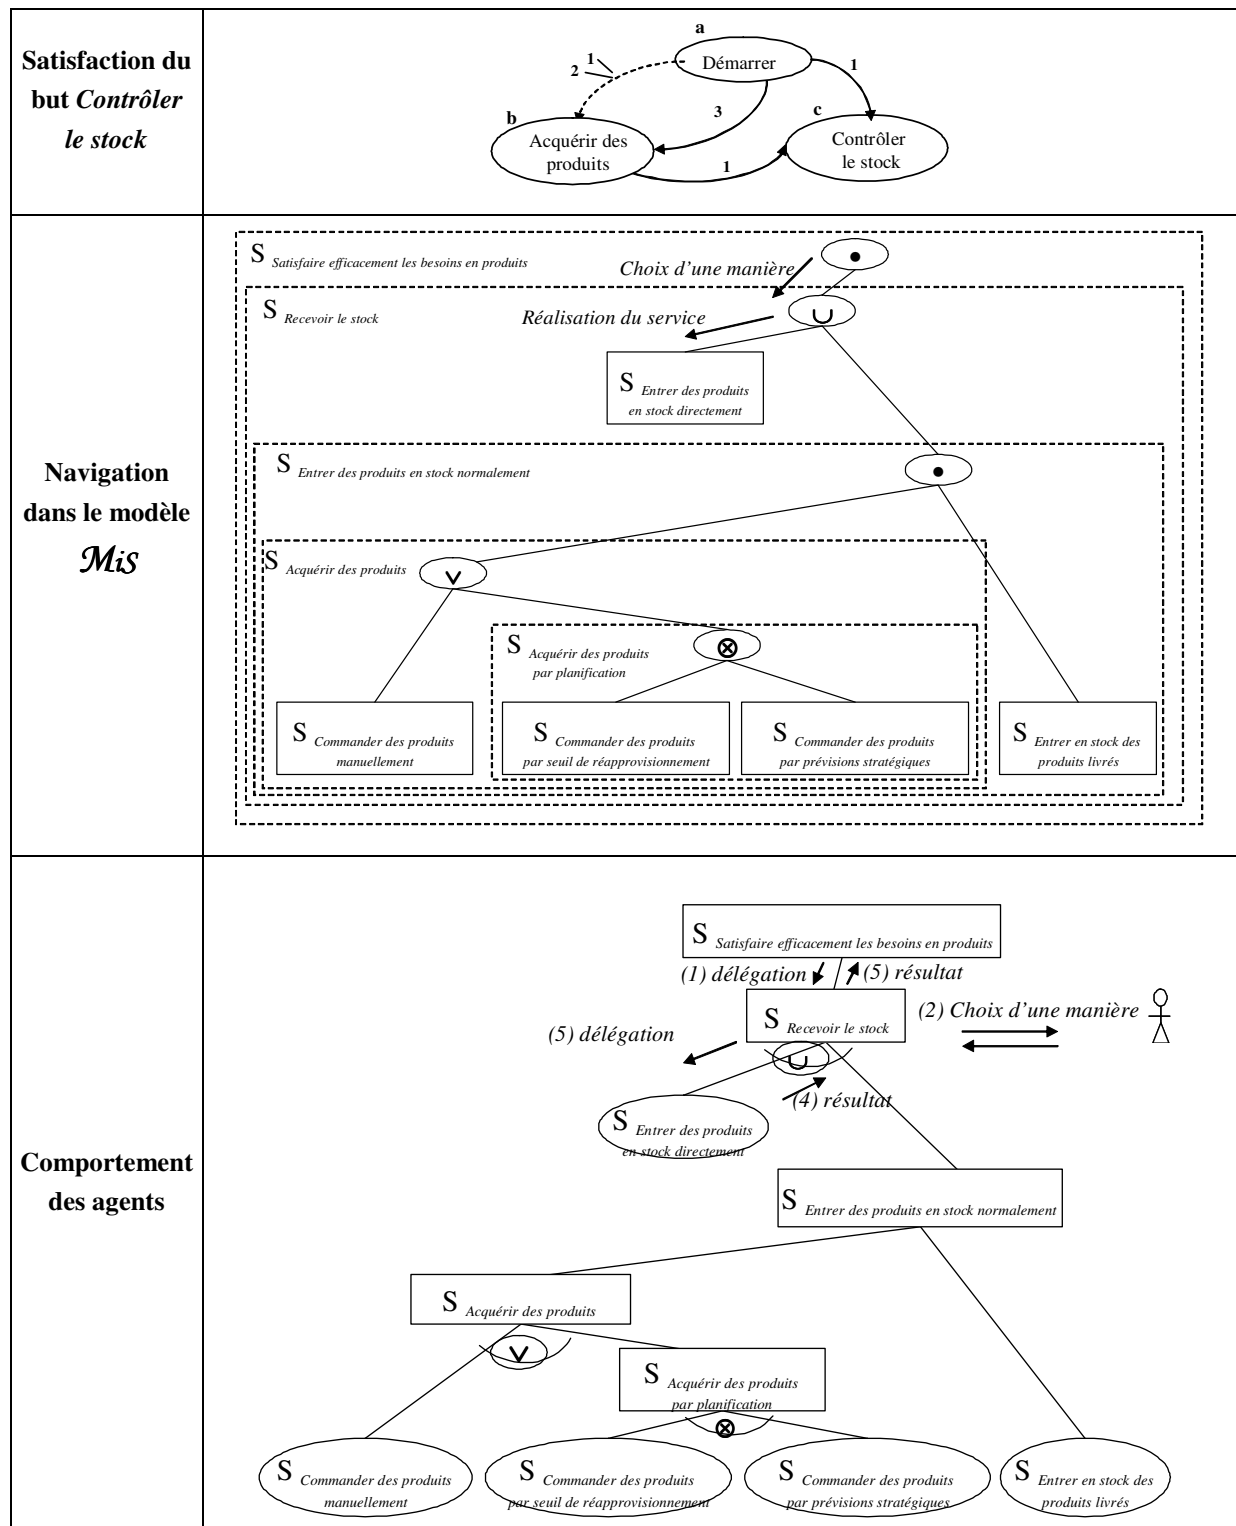 Satisfaction du
but Contrôler
le stock
a
Démarrer
1
2
1
3
b
Acquérir des
produits
c
Contrôler
le stock
1
Navigation
dans le modèle
MiS
S Satisfaire efficacement les besoins en produits
Choix d'une manière
S Recevoir le stock
∪
Réalisation du service
S Entrer des produits
en stock directement
S Entrer des produits en stock normalement
S Acquérir des produits
∨
S Acquérir des produits
par planification
⊗
S Commander des produits
manuellement
S Commander des produits
par seuil de réapprovisionnement
S Commander des produits
par prévisions stratégiques
S Entrer en stock des
produits livrés
Comportement
des agents
S Satisfaire efficacement les besoins en produits
(1) délégation
(5) résultat
S Recevoir le stock
(2) Choix d'une manière
(5) délégation
∪
(4) résultat
S Entrer des produits
en stock directement
S Entrer des produits en stock normalement
S Acquérir des produits
∨
S Acquérir des produits
par planification
⊗
S Commander des produits
manuellement
S Commander des produits
par seuil de réapprovisionnement
S Commander des produits
par prévisions stratégiques
S Entrer en stock des
produits livrés